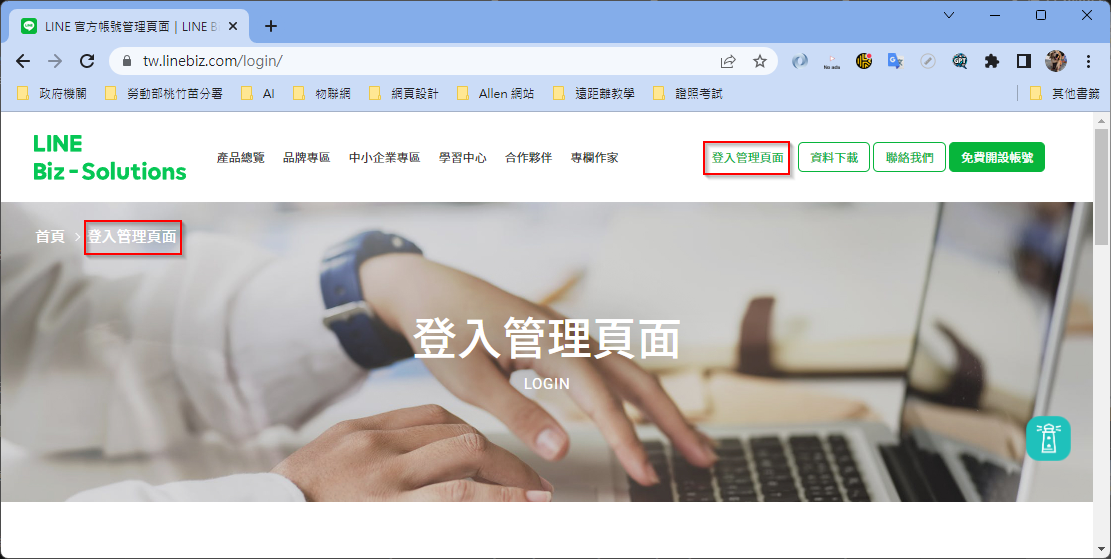 LINE 官方帳號管理頁面｜LINE B
tw.linebiz.com/login/
No ads
GPT
政府機關
勞動部桃竹苗分署
AI
物聯網
網頁設計
Allen 網站
遠距離教學
證照考試
其他書籤
LINE
Biz-Solutions
產品總覽
品牌專區
中小企業專區
學習中心
合作夥伴
專欄作家
登入管理頁面
資料下載
聯絡我們
免費開設帳號
首頁 > 登入管理頁面
登入管理頁面
LOGIN